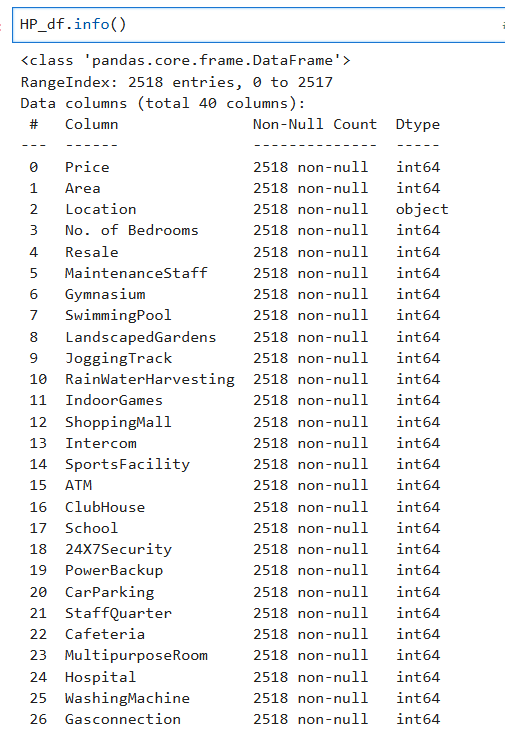 HP_df.info()
<class 'pandas.core.frame.DataFrame'>
RangeIndex: 2518 entries, 0 to 2517
Data columns (total 40 columns):
 #   Column              Non-Null Count  Dtype
---  ------              --------------  -----
 0   Price               2518 non-null   int64
 1   Area                2518 non-null   int64
 2   Location            2518 non-null   object
 3   No. of Bedrooms     2518 non-null   int64
 4   Resale              2518 non-null   int64
 5   MaintenanceStaff    2518 non-null   int64
 6   Gymnasium           2518 non-null   int64
 7   SwimmingPool        2518 non-null   int64
 8   LandscapedGardens   2518 non-null   int64
 9   JoggingTrack        2518 non-null   int64
 10  RainWaterHarvesting 2518 non-null   int64
 11  IndoorGames         2518 non-null   int64
 12  ShoppingMall        2518 non-null   int64
 13  Intercom            2518 non-null   int64
 14  SportsFacility      2518 non-null   int64
 15  ATM                 2518 non-null   int64
 16  ClubHouse           2518 non-null   int64
 17  School              2518 non-null   int64
 18  24X7Security        2518 non-null   int64
 19  PowerBackup         2518 non-null   int64
 20  CarParking          2518 non-null   int64
 21  StaffQuarter        2518 non-null   int64
 22  Cafeteria           2518 non-null   int64
 23  MultipurposeRoom    2518 non-null   int64
 24  Hospital            2518 non-null   int64
 25  WashingMachine      2518 non-null   int64
 26  Gasconnection       2518 non-null   int64